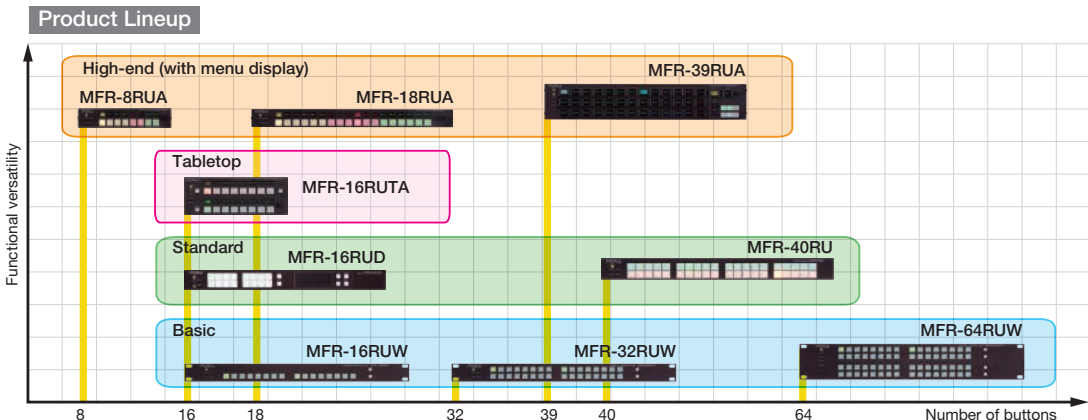 Product Lineup
High-end (with menu display)
MFR-8RUA
MFR-18RUA
MFR-39RUA
Tabletop
MFR-16RUTA
Standard
MFR-16RUD
MFR-40RU
Basic
MFR-16RUW
MFR-32RUW
MFR-64RUW
Functional versatility
8 16 18 32 39 40 64 Number of buttons